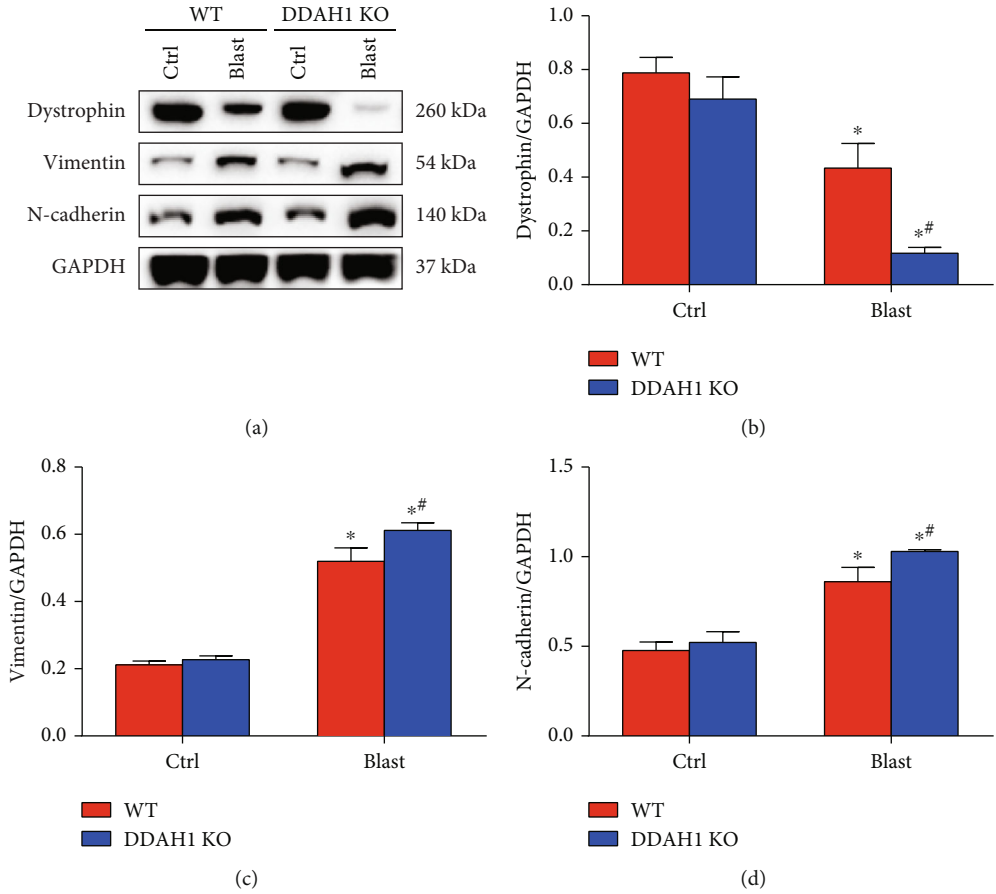 WT DDAH1 KO
Ctrl Blast Ctrl Blast
Dystrophin 260 kDa
Vimentin 54 kDa
N-cadherin 140 kDa
GAPDH 37 kDa
(a)
Dystrophin/GAPDH
1.0
0.8
0.6
0.4
0.2
0.0
*
*#
Ctrl Blast
WT
DDAH1 KO
(b)
Vimentin/GAPDH
0.8
0.6
0.4
0.2
0.0
*
*#
Ctrl Blast
WT
DDAH1 KO
(c)
N-cadherin/GAPDH
1.5
1.0
0.5
0.0
*
*#
Ctrl Blast
WT
DDAH1 KO
(d)